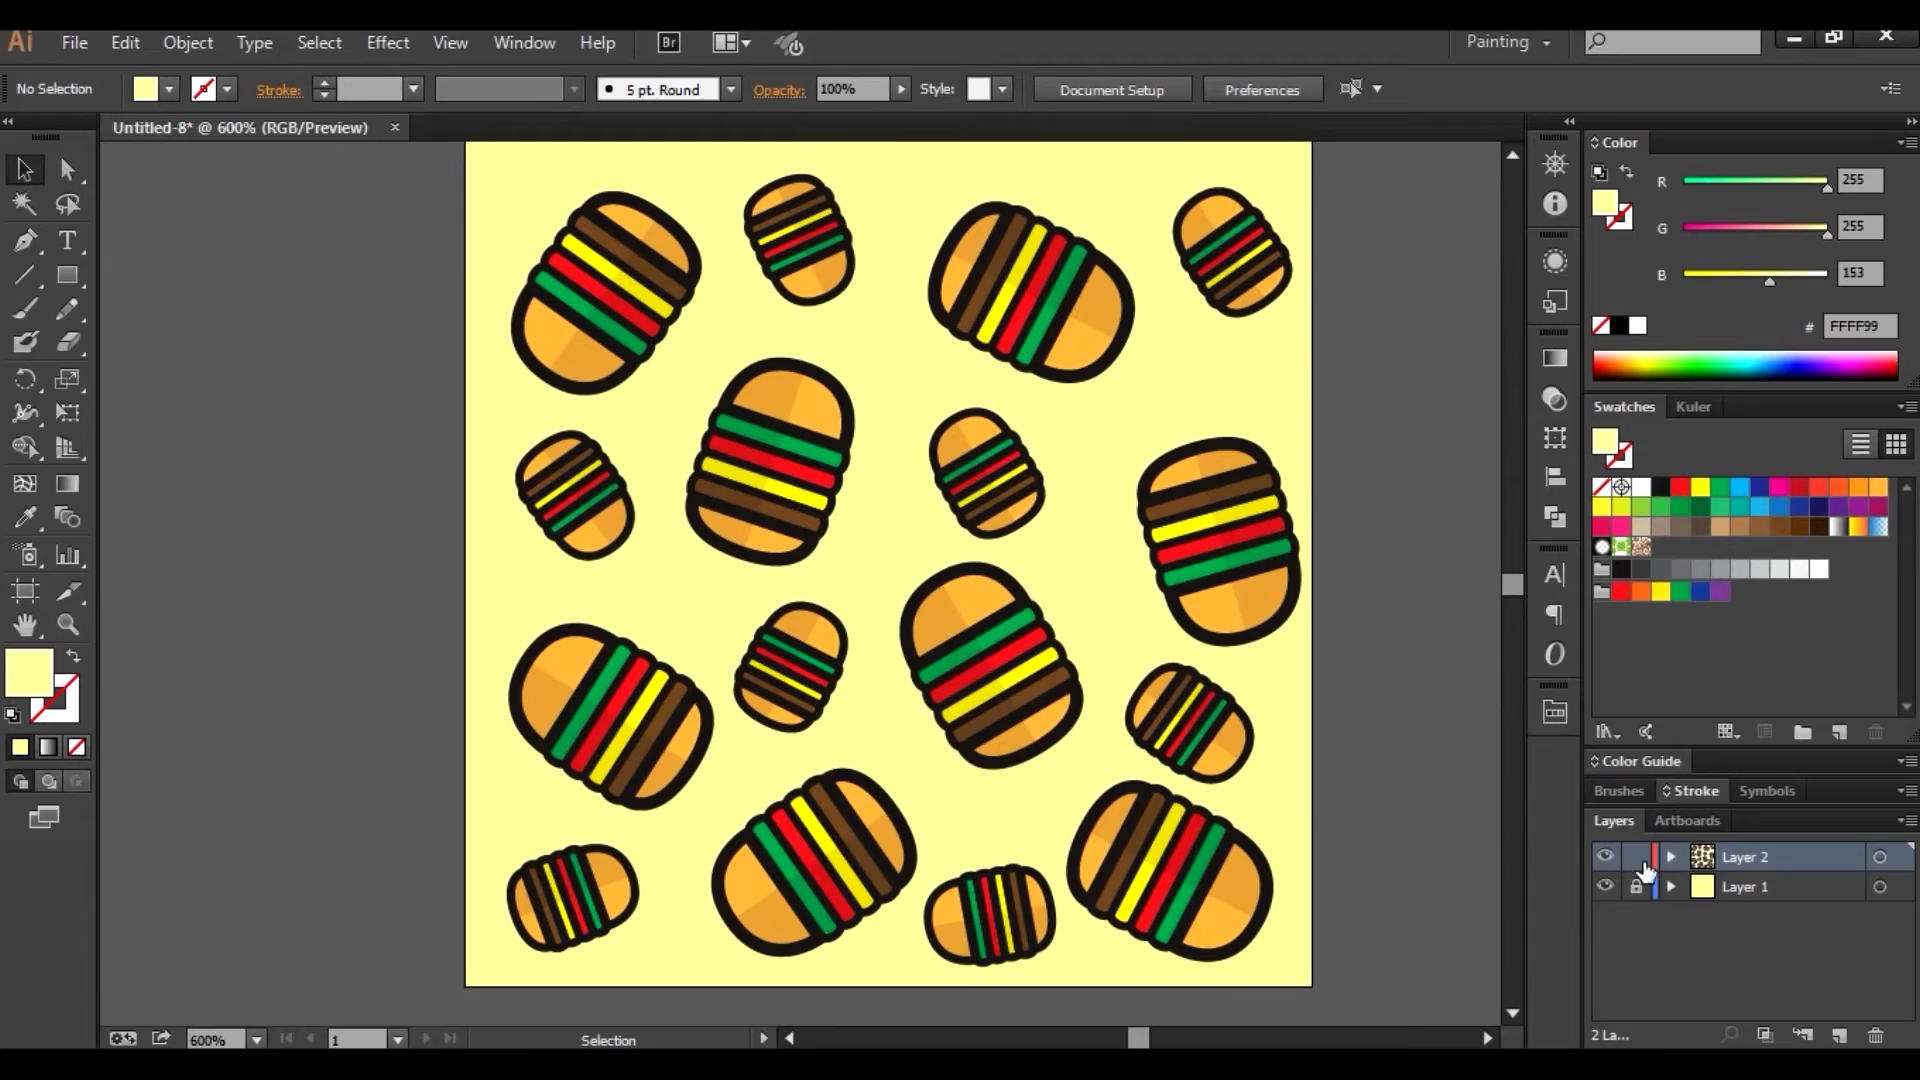 Ai File Edit Object Type Select Effect View Window Help Br Painting
No Selection Stroke: 5 pt. Round Opacity: 100% Style: Document Setup Preferences
Untitled-8* @ 600% (RGB/Preview) ×
Color
R 255
G 255
B 153
# FFFF99
Swatches Kuler
Color Guide
Brushes Stroke Symbols
Layers Artboards
Layer 2
Layer 1
2 La...
600% 1 Selection